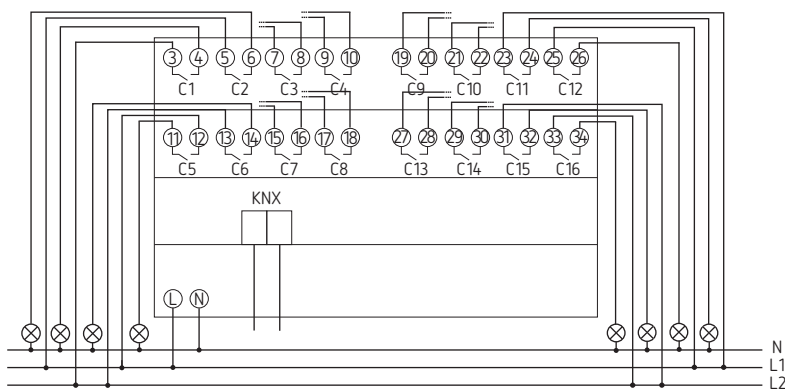 3 4 5 6 7 8 9 10 19 20 21 22 23 24 25 26
C1 C2 C3 C4 C9 C10 C11 C12
11 12 13 14 15 16 17 18 27 28 29 30 31 32 33 34
C5 C6 C7 C8 C13 C14 C15 C16
KNX
L N
N
L1
L2